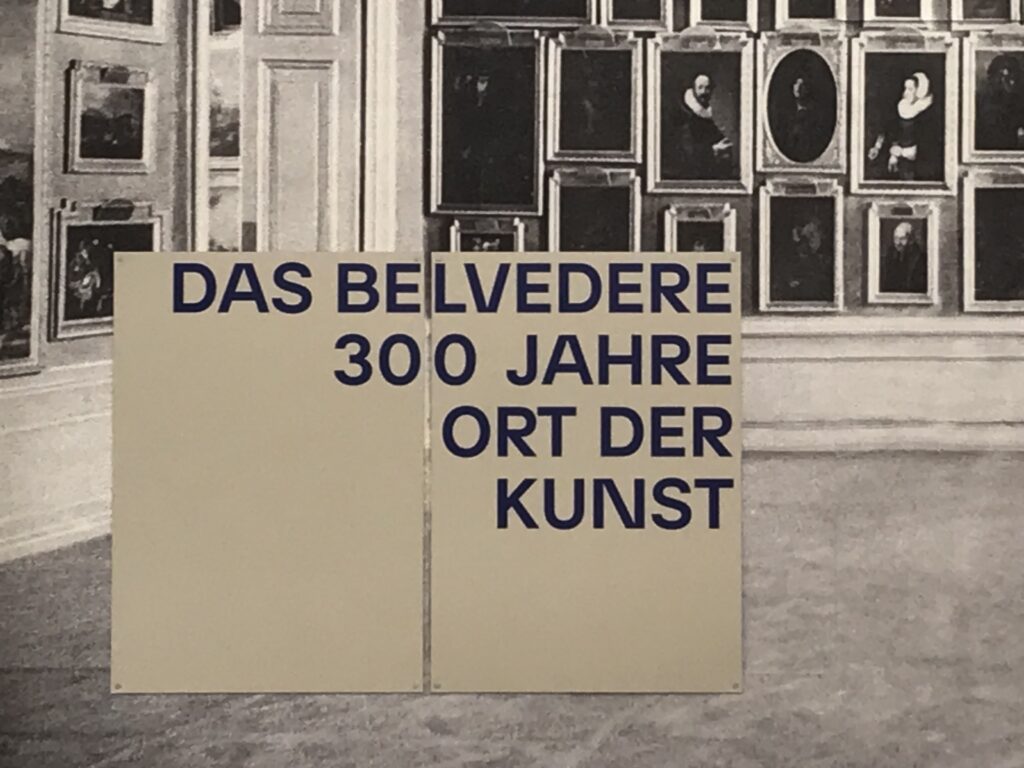 DAS BELVEDERE
300 JAHRE
ORT DER
KUNST